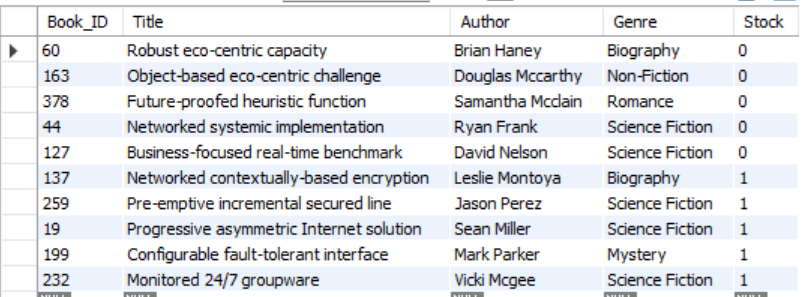 Book_ID Title Author Genre Stock
60 Robust eco-centric capacity Brian Haney Biography 0
163 Object-based eco-centric challenge Douglas Mccarthy Non-Fiction 0
378 Future-proofed heuristic function Samantha Mcclain Romance 0
44 Networked systemic implementation Ryan Frank Science Fiction 0
127 Business-focused real-time benchmark David Nelson Science Fiction 0
137 Networked contextually-based encryption Leslie Montoya Biography 1
259 Pre-emptive incremental secured line Jason Perez Science Fiction 1
19 Progressive asymmetric Internet solution Sean Miller Science Fiction 1
199 Configurable fault-tolerant interface Mark Parker Mystery 1
232 Monitored 24/7 groupware Vicki Mcgee Science Fiction 1
NULL NULL NULL NULL NULL